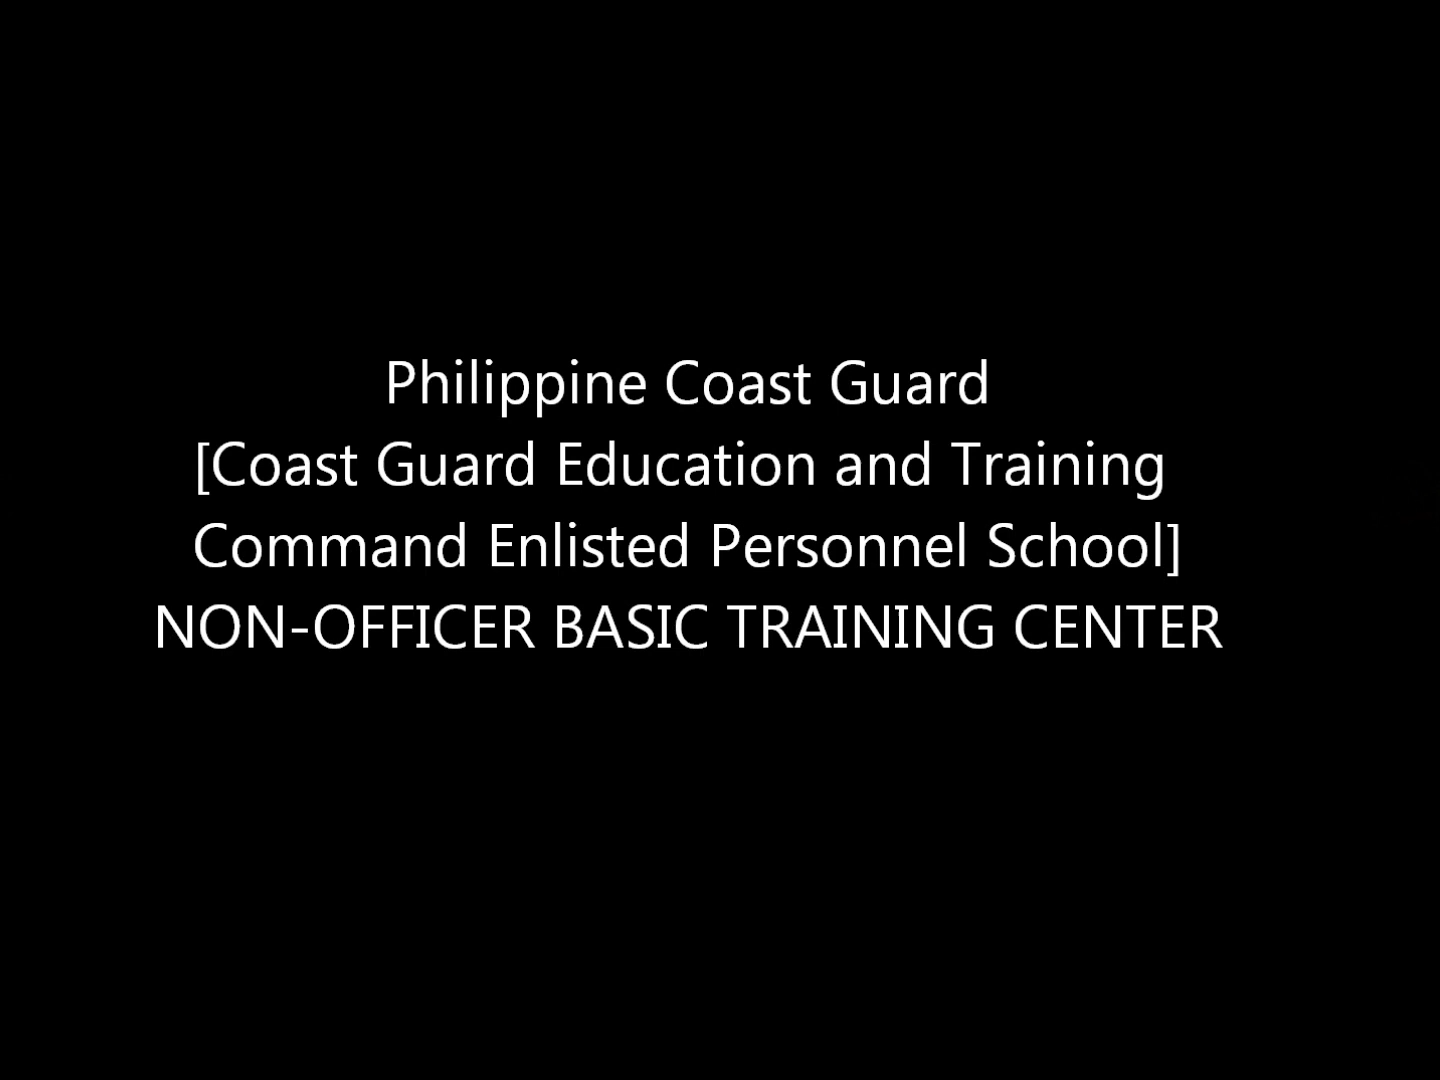 Philippine Coast Guard
[Coast Guard Education and Training
Command Enlisted Personnel School]
NON-OFFICER BASIC TRAINING CENTER